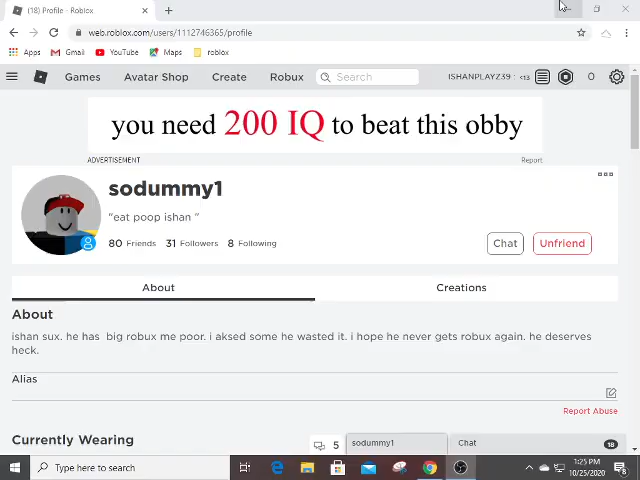 (18) Profile - Roblox
web.roblox.com/users/1112746365/profile
Apps Gmail YouTube Maps roblox
Games Avatar Shop Create Robux Search ISHANPLAYZ39 : <13 0
you need 200 IQ to beat this obby
ADVERTISEMENT Report
sodummy1
"eat poop ishan "
80 Friends 31 Followers 8 Following Chat Unfriend
About Creations
About
ishan sux. he has big robux me poor. i aksed some he wasted it. i hope he never gets robux again. he deserves
heck.
Alias
Report Abuse
Currently Wearing
5 sodummy1 Chat 18
Type here to search
1:25 PM
10/25/2020
8